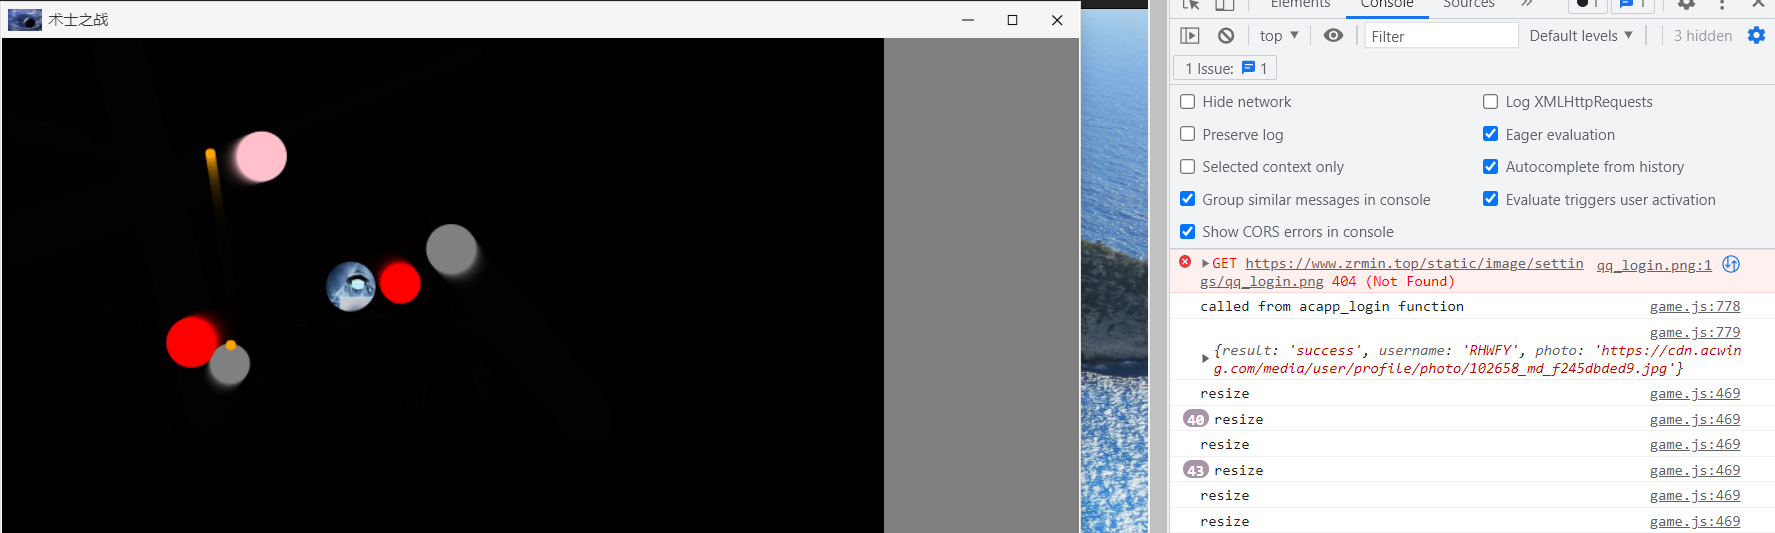 术士之战
Elements
Console
Sources
1
1
top
Filter
Default levels
3 hidden
1 Issue:
1
Hide network
Log XMLHttpRequests
Preserve log
Eager evaluation
Selected context only
Autocomplete from history
Group similar messages in console
Evaluate triggers user activation
Show CORS errors in console
GET https://www.zrmin.top/static/image/settin
qq_login.png:1
gs/qq_login.png 404 (Not Found)
called from acapp_login function
game.js:778
game.js:779
{result: 'success', username: 'RHWFY', photo: 'https://cdn.acwin
g.com/media/user/profile/photo/102658_md_f245dbded9.jpg'}
resize
game.js:469
40 resize
game.js:469
resize
game.js:469
43 resize
game.js:469
resize
game.js:469
resize
game.js:469